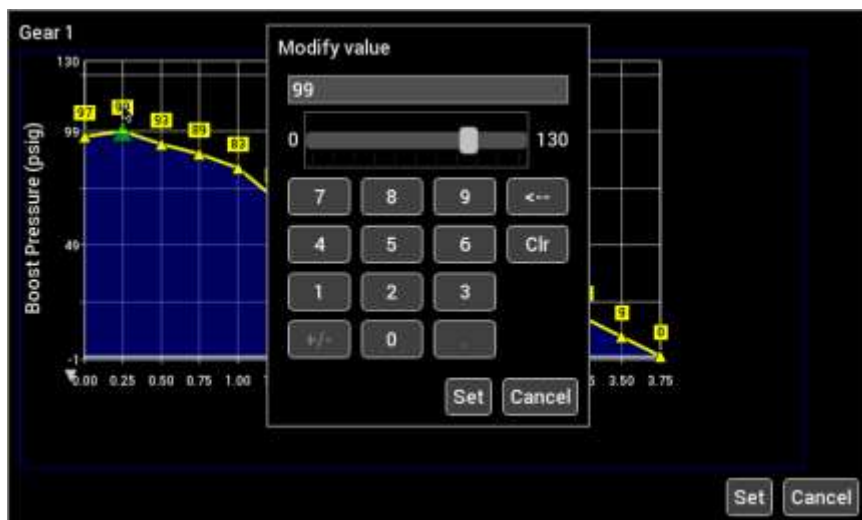 Gear 1
Modify value
99
0
130
7 8 9 <--
4 5 6 Clr
1 2 3
+/- 0 .
Set Cancel
Boost Pressure (psig)
130
99
49
-1
97 99 93 89 83
9 0
0.00 0.25 0.50 0.75 1.00
3.50 3.75
Set Cancel